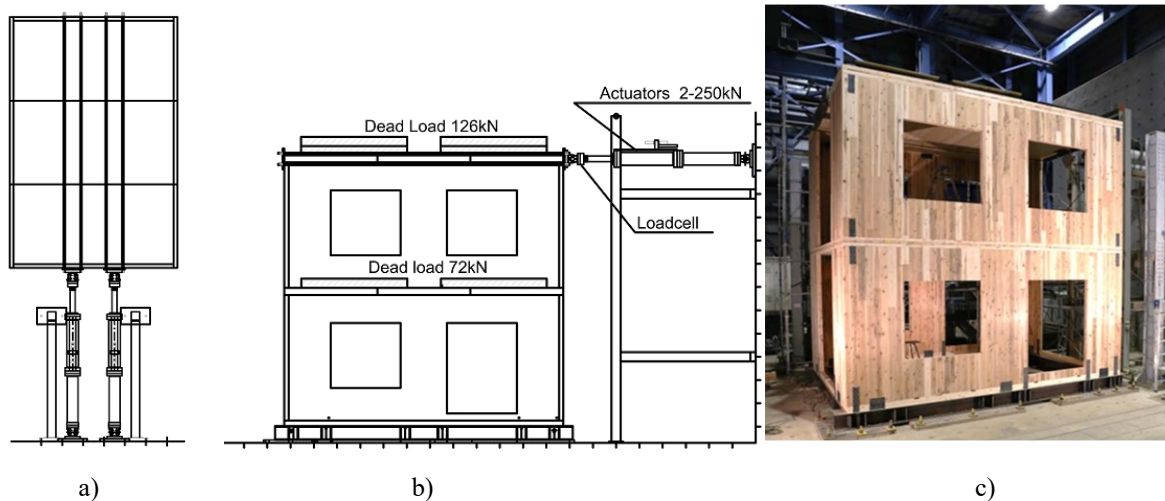 Actuators 2-250kN
Dead Load 126kN
Loadcell
Dead load 72kN
a)
b)
c)